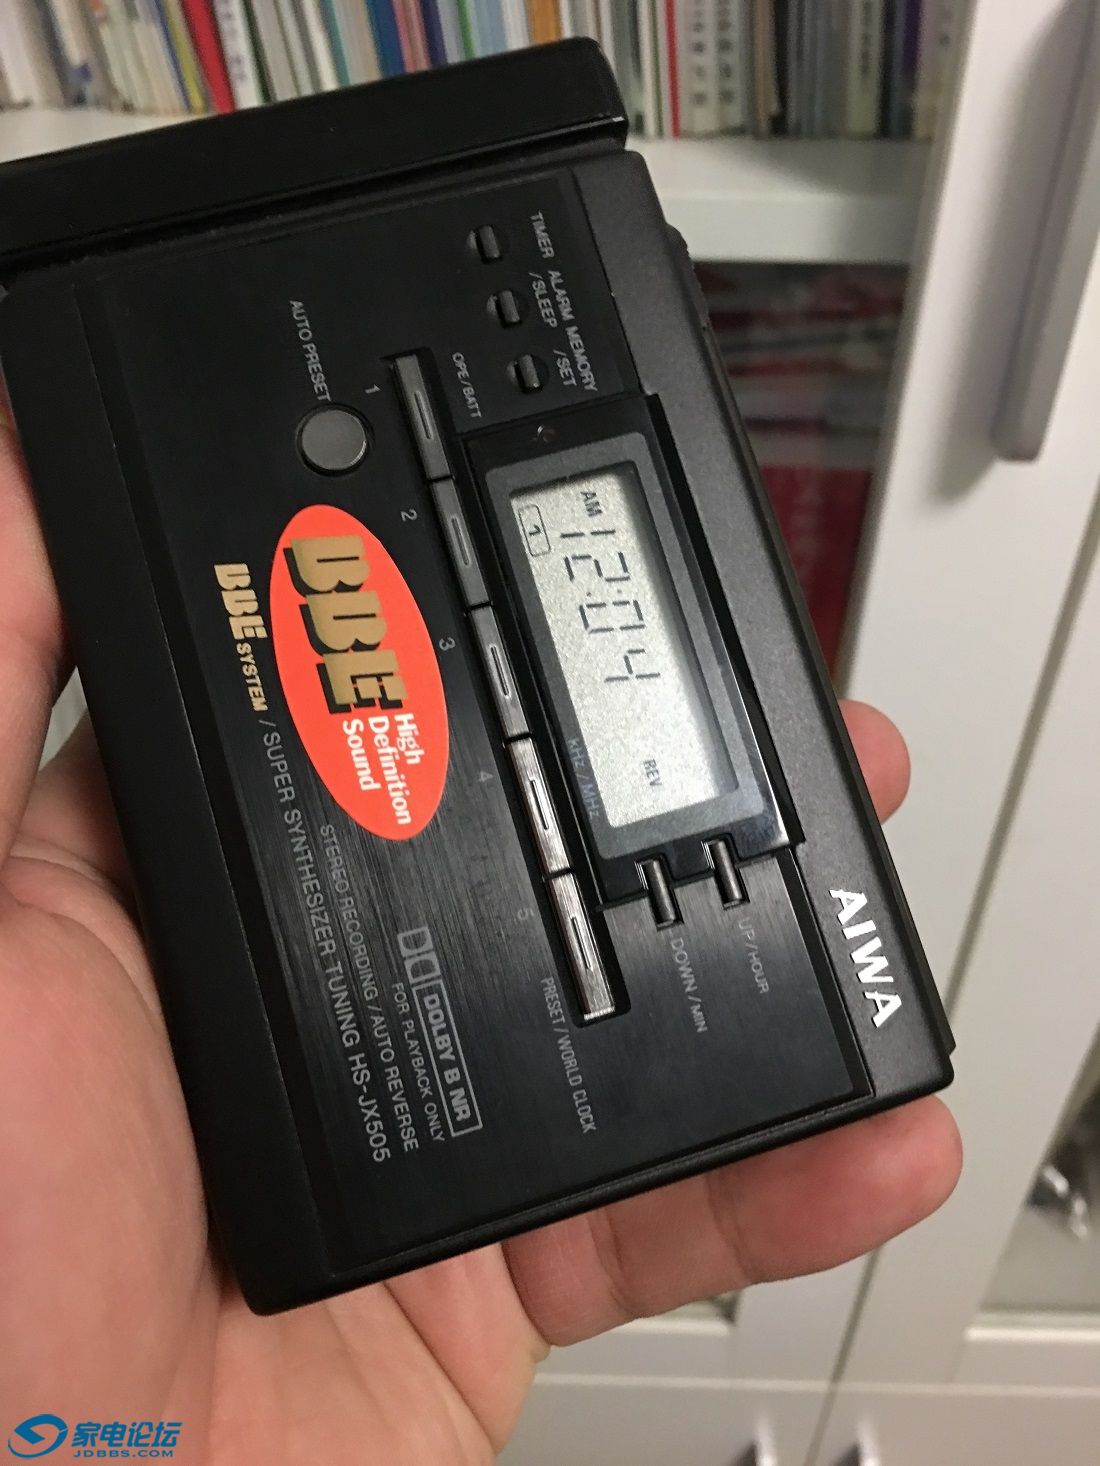 AIWA
TIMER
ALARM
/SLEEP
MEMORY
/SET
OPE/BATT
AUTO PRESET
1
2
3
4
5
AM 12:04
1
REV
kHz / MHz
UP/HOUR
DOWN/MIN
PRESET / WORLD CLOCK
BBE
High
Definition
Sound
DOLBY B NR
FOR PLAYBACK ONLY
STEREO RECORDING/AUTO REVERSE
BBE SYSTEM / SUPER SYNTHESIZER TUNING HS-JX505
家电论坛
JDBBS.COM